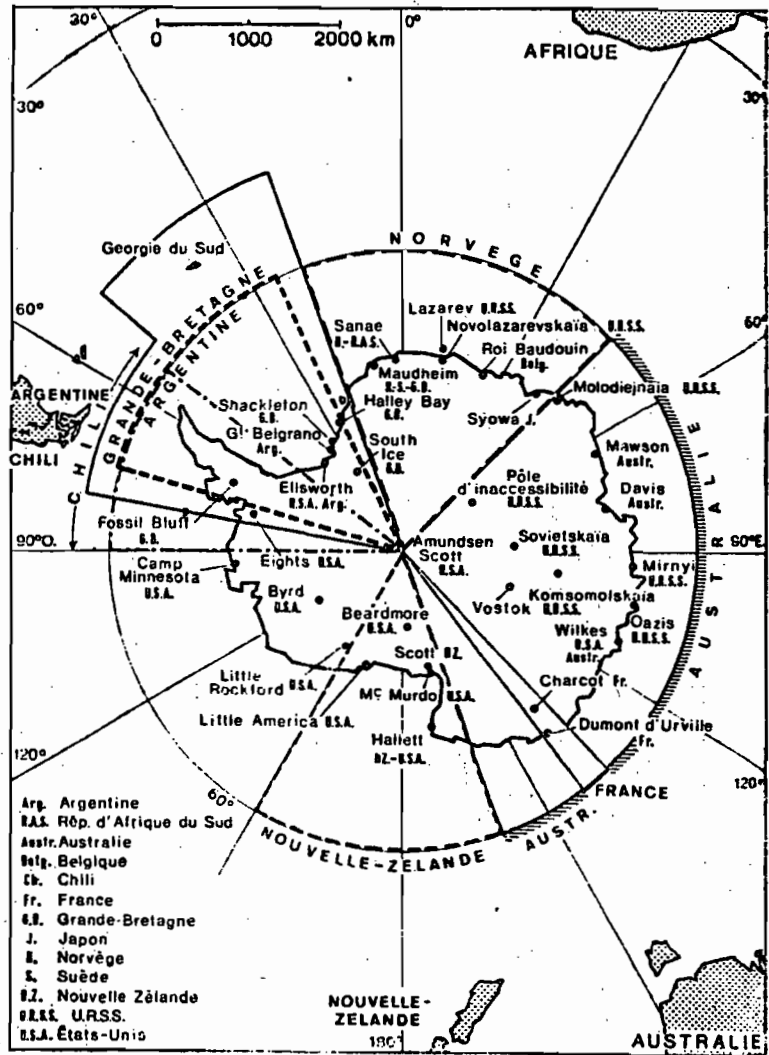 30°
0°
0 1000 2000 km
AFRIQUE
30°
30°
NORVEGE
Georgie du Sud
GRANDE-BRETAGNE
ARGENTINE
CHILI
60°
60°
Lazarev U.R.S.S.
Novolazarevskaïa U.R.S.S.
Sanae
N.-R.A.S.
Roi Baudouin
Belg.
Maudheim
N.-S.-G.B.
Molodiejnaïa U.R.S.S.
ARGENTINE
Shackleton
G.B.
Halley Bay
G.B.
Syowa J.
Gl Belgrano
Arg.
South
Ice
G.B.
Mawson
Austr.
CHILI
Ellsworth
U.S.A. Arg.
Pôle
d'inaccessibilité
U.R.S.S.
Davis
Austr.
Fossil Bluff
G.B.
Amundsen
Scott
U.S.A.
Sovietskaïa
U.R.S.S.
90°O.
90°E
Eights U.S.A.
Mirnyi
U.R.S.S.
Camp
Minnesota
U.S.A.
Byrd
U.S.A.
Vostok
Komsomolskaïa
U.R.S.S.
AUSTRALIE
Beardmore
U.S.A.
Wilkes
U.S.A.
Austr.
Oazis
U.R.S.S.
Scott N.Z.
Little
Rockford U.S.A.
Mc Murdo U.S.A.
Charcot Fr.
Little America U.S.A.
Hallett
N.Z.-U.S.A.
Dumont d'Urville
Fr.
120°
120°
60°
FRANCE
AUSTR.
NOUVELLE-ZELANDE
Arg. Argentine
R.A.S. Rép. d'Afrique du Sud
Austr. Australie
Belg. Belgique
Ch. Chili
Fr. France
G.B. Grande-Bretagne
J. Japon
N. Norvège
S. Suède
N.Z. Nouvelle Zélande
U.R.S.S. U.R.S.S.
U.S.A. États-Unis
NOUVELLE-
ZELANDE
180°
AUSTRALIE